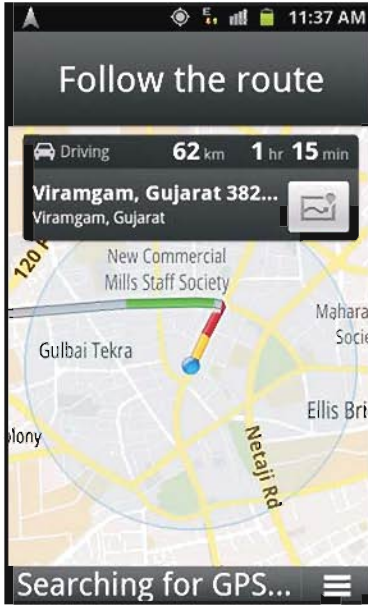 E
11:37 AM
Follow the route
Driving 62 km 1 hr 15 min
Viramgam, Gujarat 382...
Viramgam, Gujarat
120 F
New Commercial
Mills Staff Society
Mahara
Socie
Gulbai Tekra
Ellis Bri
olony
Netaji Rd
Searching for GPS...